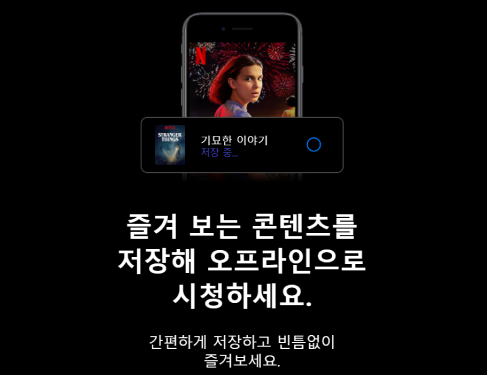 N
NETFLIX
STRANGER
THINGS
기묘한 이야기
저장 중...
즐겨 보는 콘텐츠를
저장해 오프라인으로
시청하세요.
간편하게 저장하고 빈틈없이
즐겨보세요.